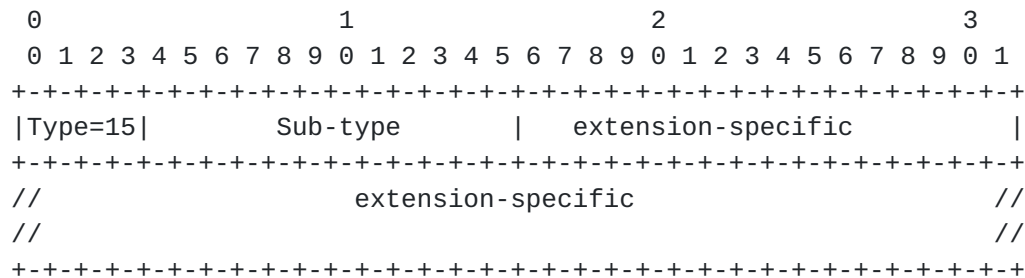 0                   1                   2                   3
 0 1 2 3 4 5 6 7 8 9 0 1 2 3 4 5 6 7 8 9 0 1 2 3 4 5 6 7 8 9 0 1
+-+-+-+-+-+-+-+-+-+-+-+-+-+-+-+-+-+-+-+-+-+-+-+-+-+-+-+-+-+-+-+-+
|Type=15|        Sub-type       |   extension-specific          |
+-+-+-+-+-+-+-+-+-+-+-+-+-+-+-+-+-+-+-+-+-+-+-+-+-+-+-+-+-+-+-+-+
//                    extension-specific                       //
//                                                             //
+-+-+-+-+-+-+-+-+-+-+-+-+-+-+-+-+-+-+-+-+-+-+-+-+-+-+-+-+-+-+-+-+